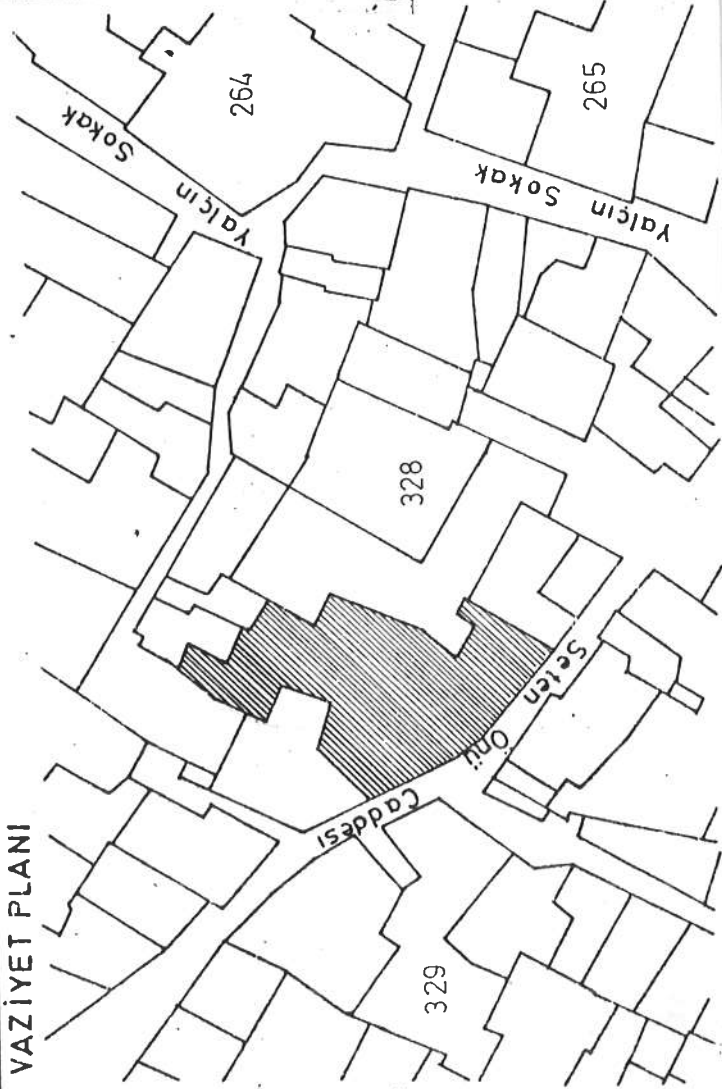 VAZİYET PLANI
264
265
Yalçın Sokak
Yalçın Sokak
328
Seten Önü Caddesi
329